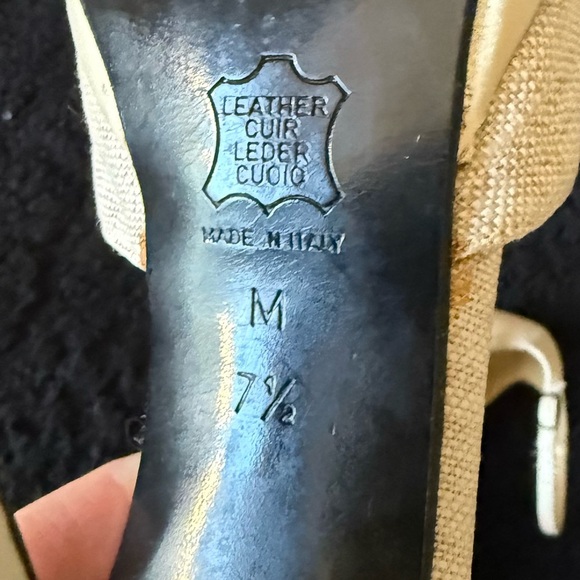 LEATHER
CUIR
LEDER
CUOIO
MADE IN ITALY
M
7½